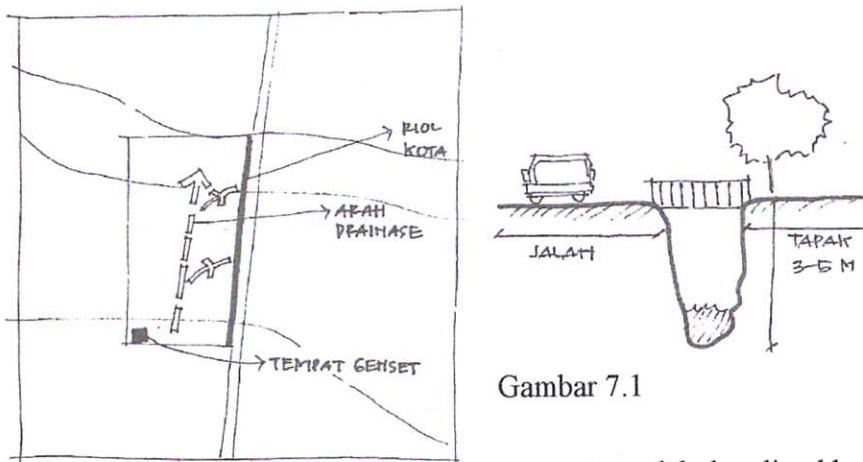 RIOL
KOTA
ARAH
DRAINASE
TEMPAT GENSET
JALAN
TAPAK
3-5 M
Gambar 7.1